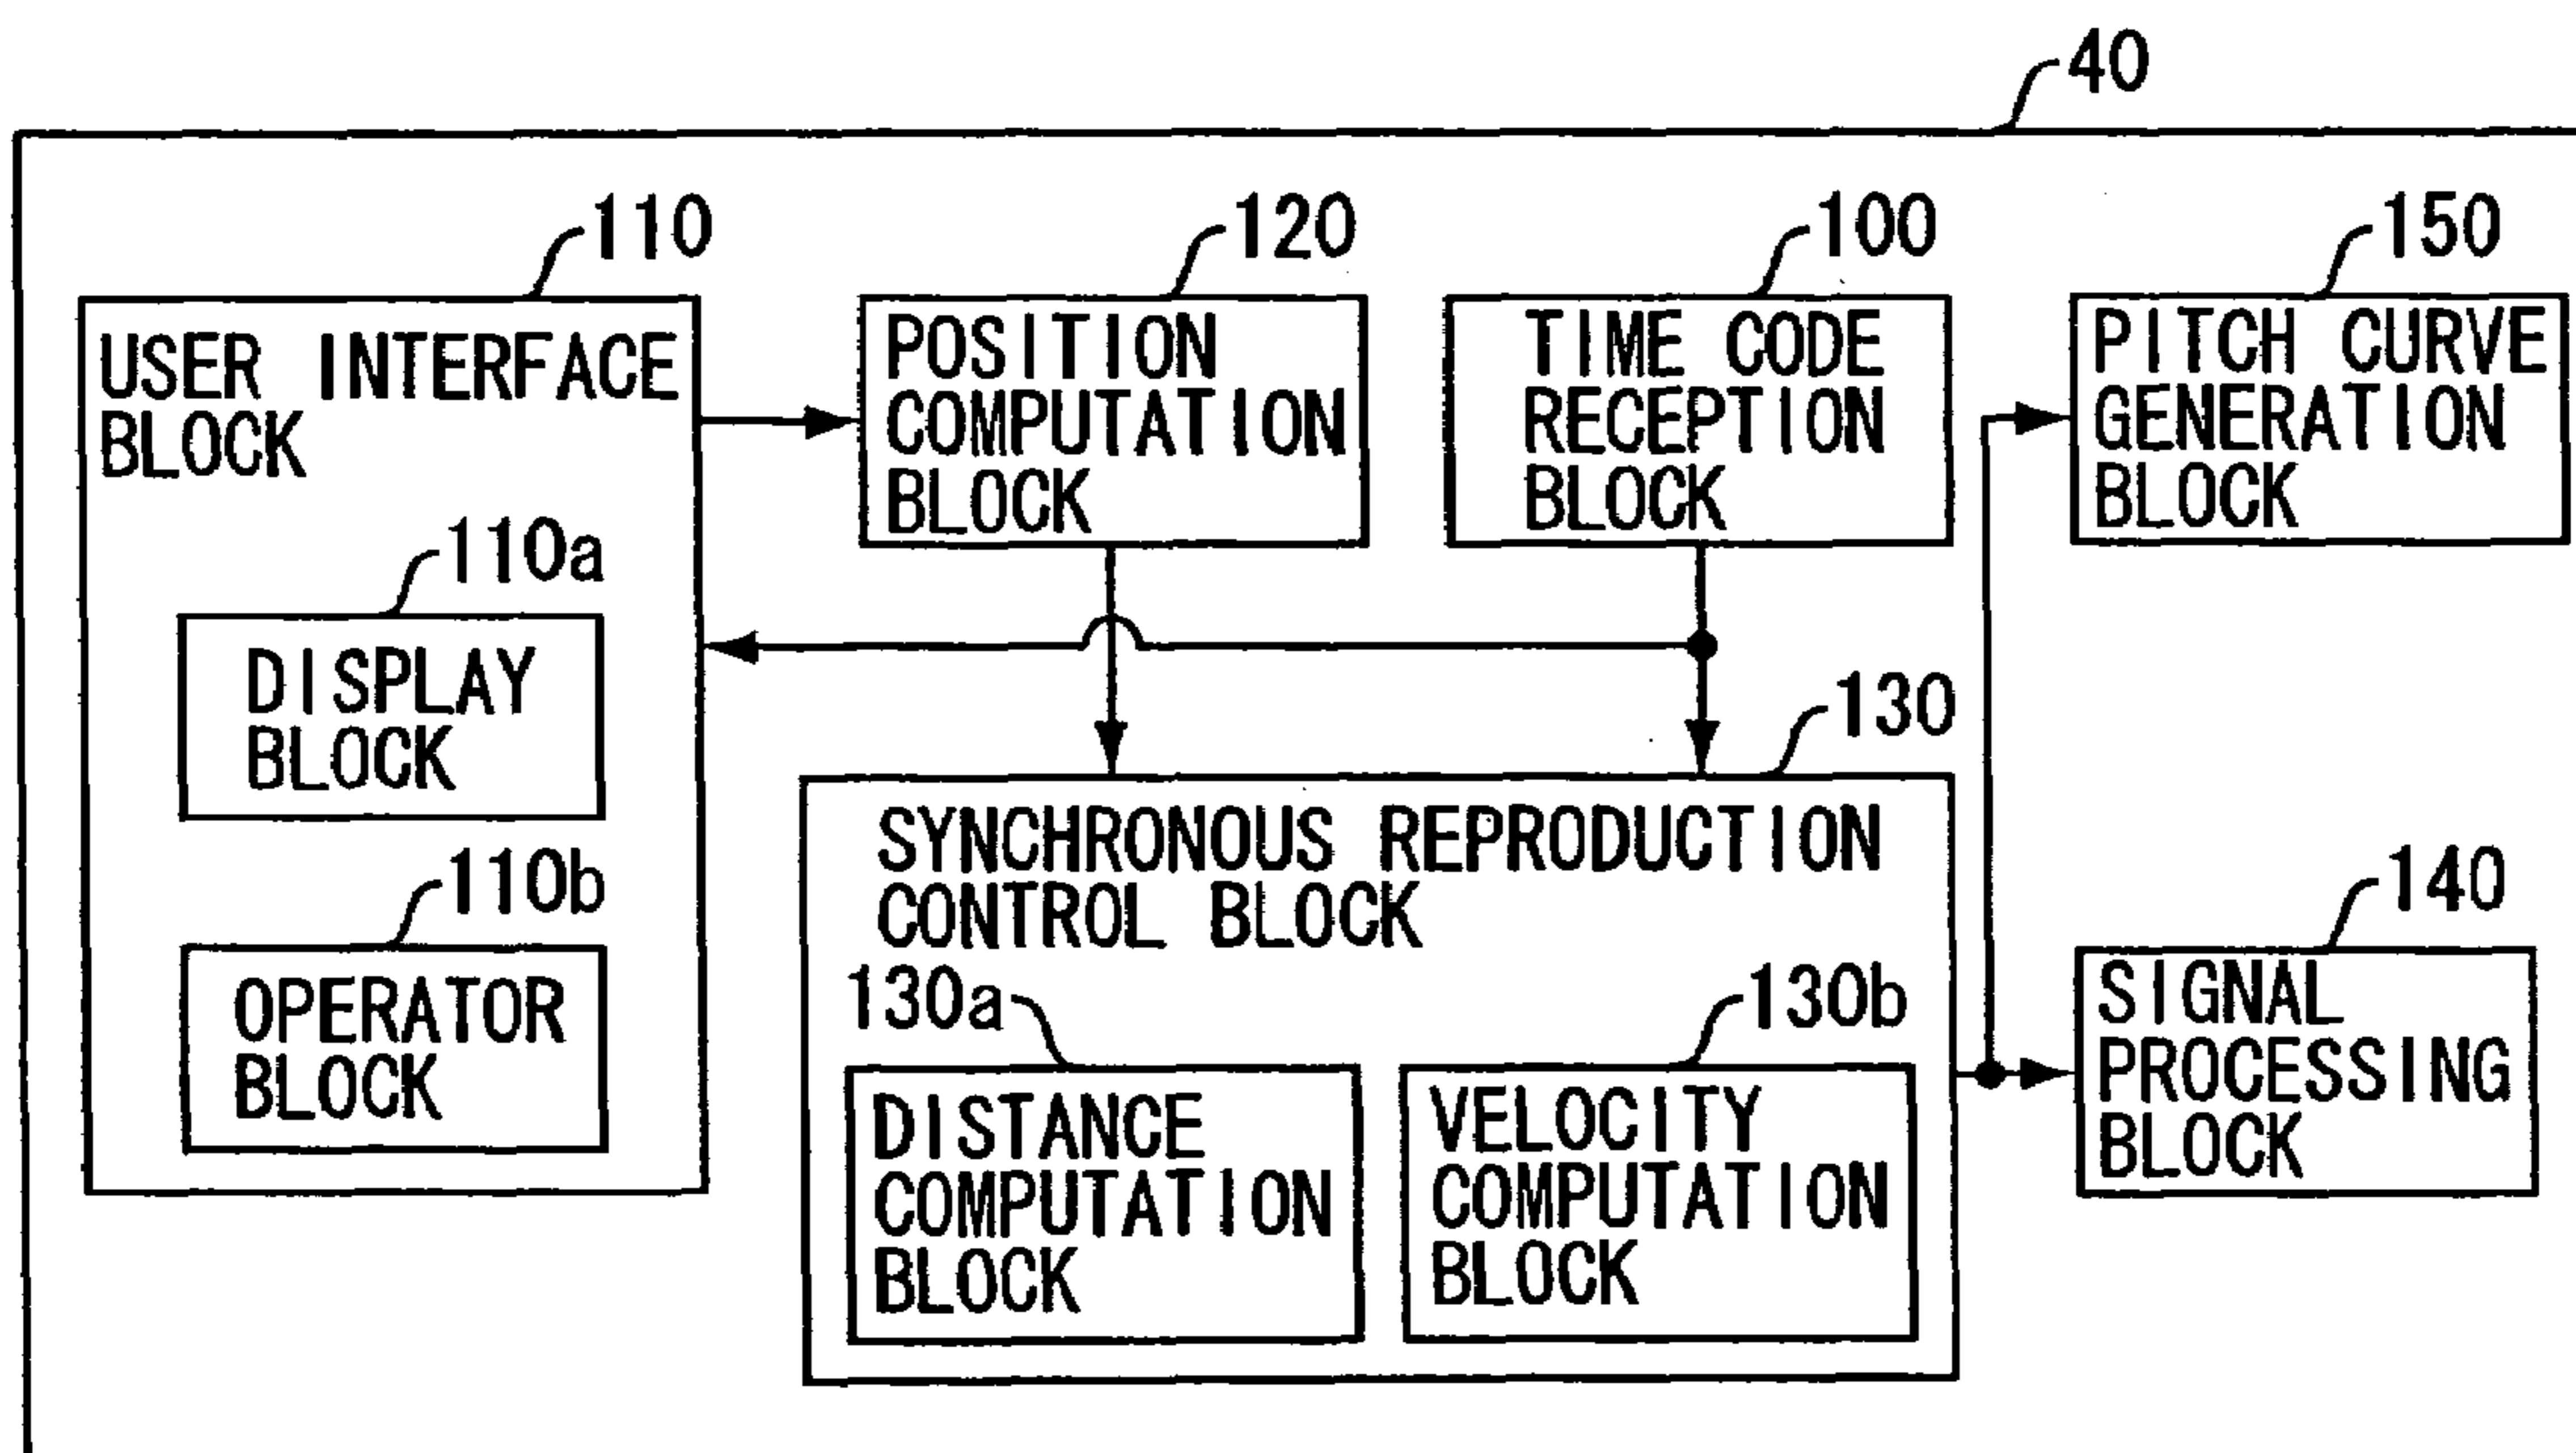 40
110
USER INTERFACE
BLOCK
110a
DISPLAY
BLOCK
110b
OPERATOR
BLOCK
120
POSITION
COMPUTATION
BLOCK
100
TIME CODE
RECEPTION
BLOCK
150
PITCH CURVE
GENERATION
BLOCK
130
SYNCHRONOUS REPRODUCTION
CONTROL BLOCK
130a
DISTANCE
COMPUTATION
BLOCK
130b
VELOCITY
COMPUTATION
BLOCK
140
SIGNAL
PROCESSING
BLOCK